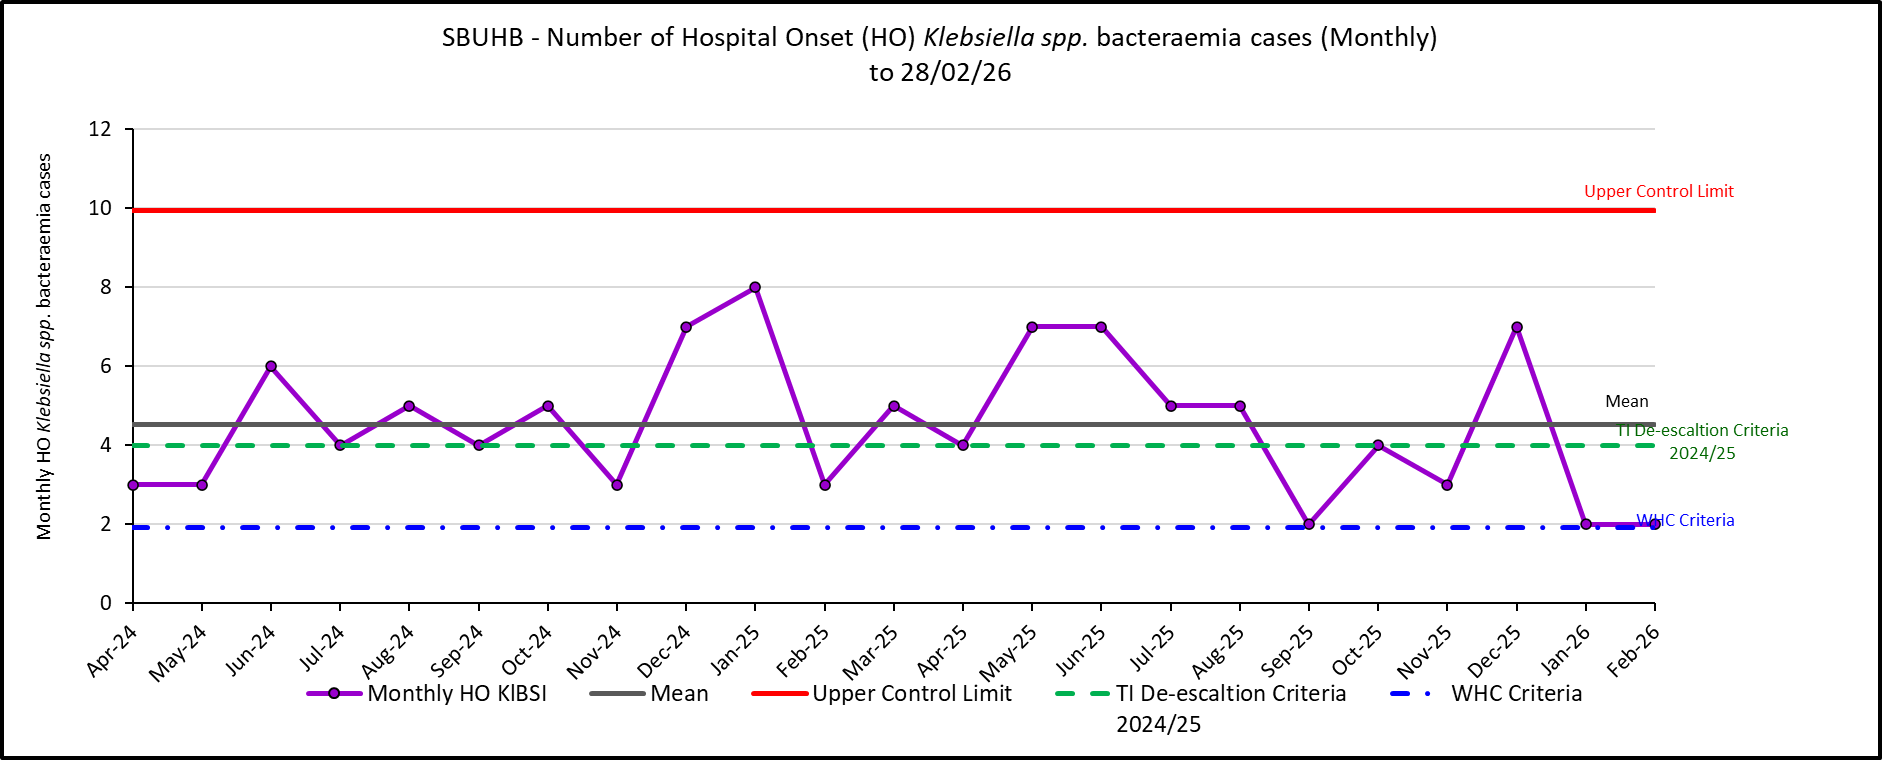 SBUHB - Number of Hospital Onset (HO) Klebsiella spp. bacteraemia cases (Monthly)
to 28/02/26
Monthly HO Klebsiella spp. bacteraemia cases
12
10
8
6
4
2
0
Upper Control Limit
Mean
TI De-escaltion Criteria
2024/25
WHC Criteria
Apr-24
May-24
Jun-24
Jul-24
Aug-24
Sep-24
Oct-24
Nov-24
Dec-24
Jan-25
Feb-25
Mar-25
Apr-25
May-25
Jun-25
Jul-25
Aug-25
Sep-25
Oct-25
Nov-25
Dec-25
Jan-26
Feb-26
Monthly HO KlBSI
Mean
Upper Control Limit
TI De-escaltion Criteria
2024/25
WHC Criteria